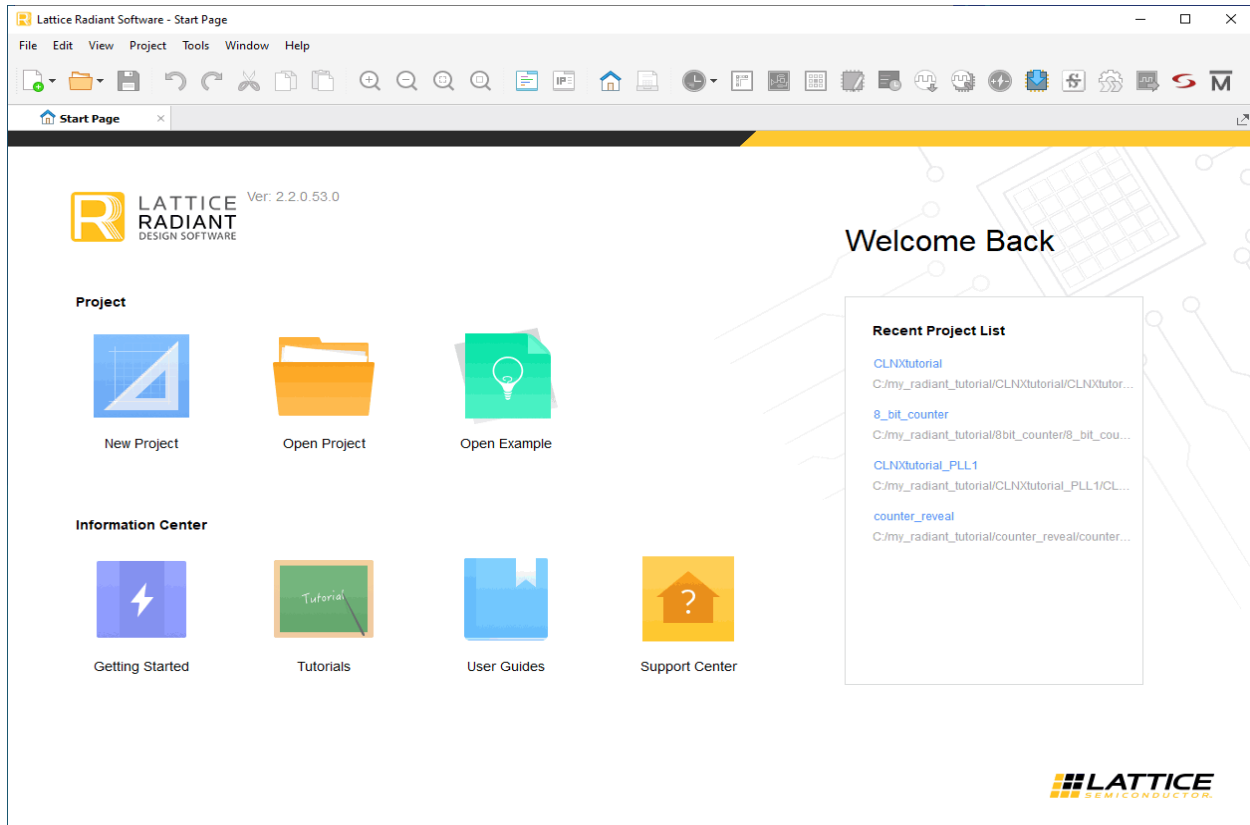 Lattice Radiant Software - Start Page
File Edit View Project Tools Window Help
IP
Start Page
LATTICE
RADIANT
DESIGN SOFTWARE
Ver: 2.2.0.53.0
Welcome Back
Project
New Project
Open Project
Open Example
Recent Project List
CLNXtutorial
C:/my_radiant_tutorial/CLNXtutorial/CLNXtutor...
8_bit_counter
C:/my_radiant_tutorial/8bit_counter/8_bit_cou...
CLNXtutorial_PLL1
C:/my_radiant_tutorial/CLNXtutorial_PLL1/CL...
counter_reveal
C:/my_radiant_tutorial/counter_reveal/counter...
Information Center
Tutorial
?
Getting Started
Tutorials
User Guides
Support Center
LATTICE
SEMICONDUCTOR.